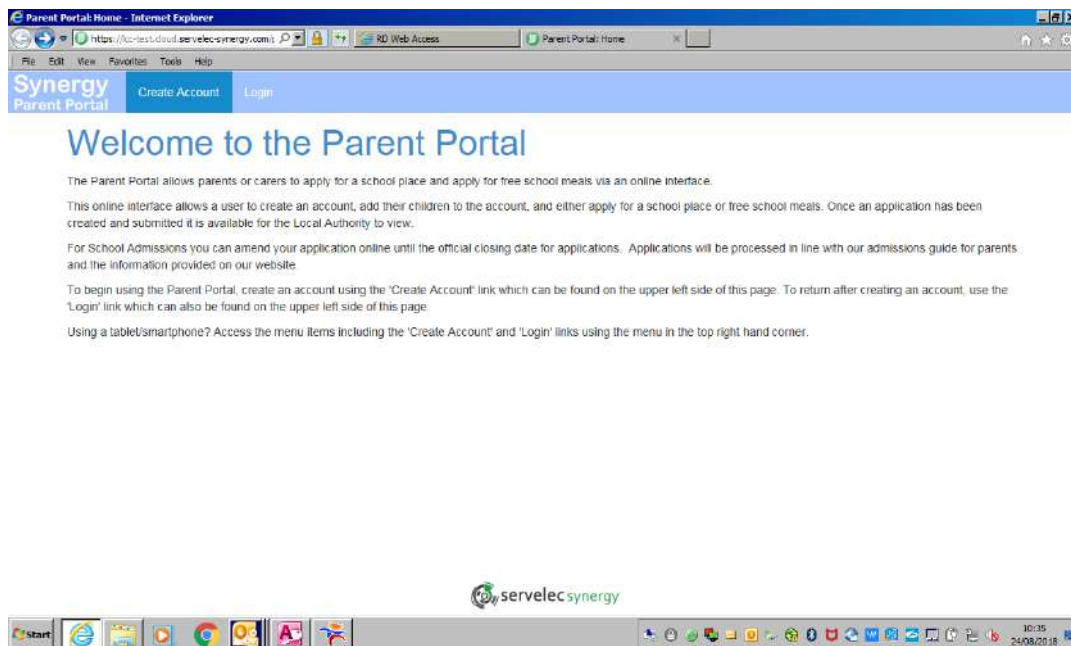 Parent Portal: Home - Internet Explorer
RD Web Access
Parent Portal: Home
File Edit View Favorites Tools Help
Synergy
Parent Portal
Create Account
Login
Welcome to the Parent Portal
The Parent Portal allows parents or carers to apply for a school place and apply for free school meals via an online interface.
This online interface allows a user to create an account, add their children to the account, and either apply for a school place or free school meals. Once an application has been
created and submitted it is available for the Local Authority to view.
For School Admissions you can amend your application online until the official closing date for applications. Applications will be processed in line with our admissions guide for parents
and the information provided on our website.
To begin using the Parent Portal, create an account using the 'Create Account' link which can be found on the upper left side of this page. To return after creating an account, use the
'Login' link which can also be found on the upper left side of this page.
Using a tablet/smartphone? Access the menu items including the 'Create Account' and 'Login' links using the menu in the top right hand corner.
servelec synergy
Start
10:35
24/08/2018